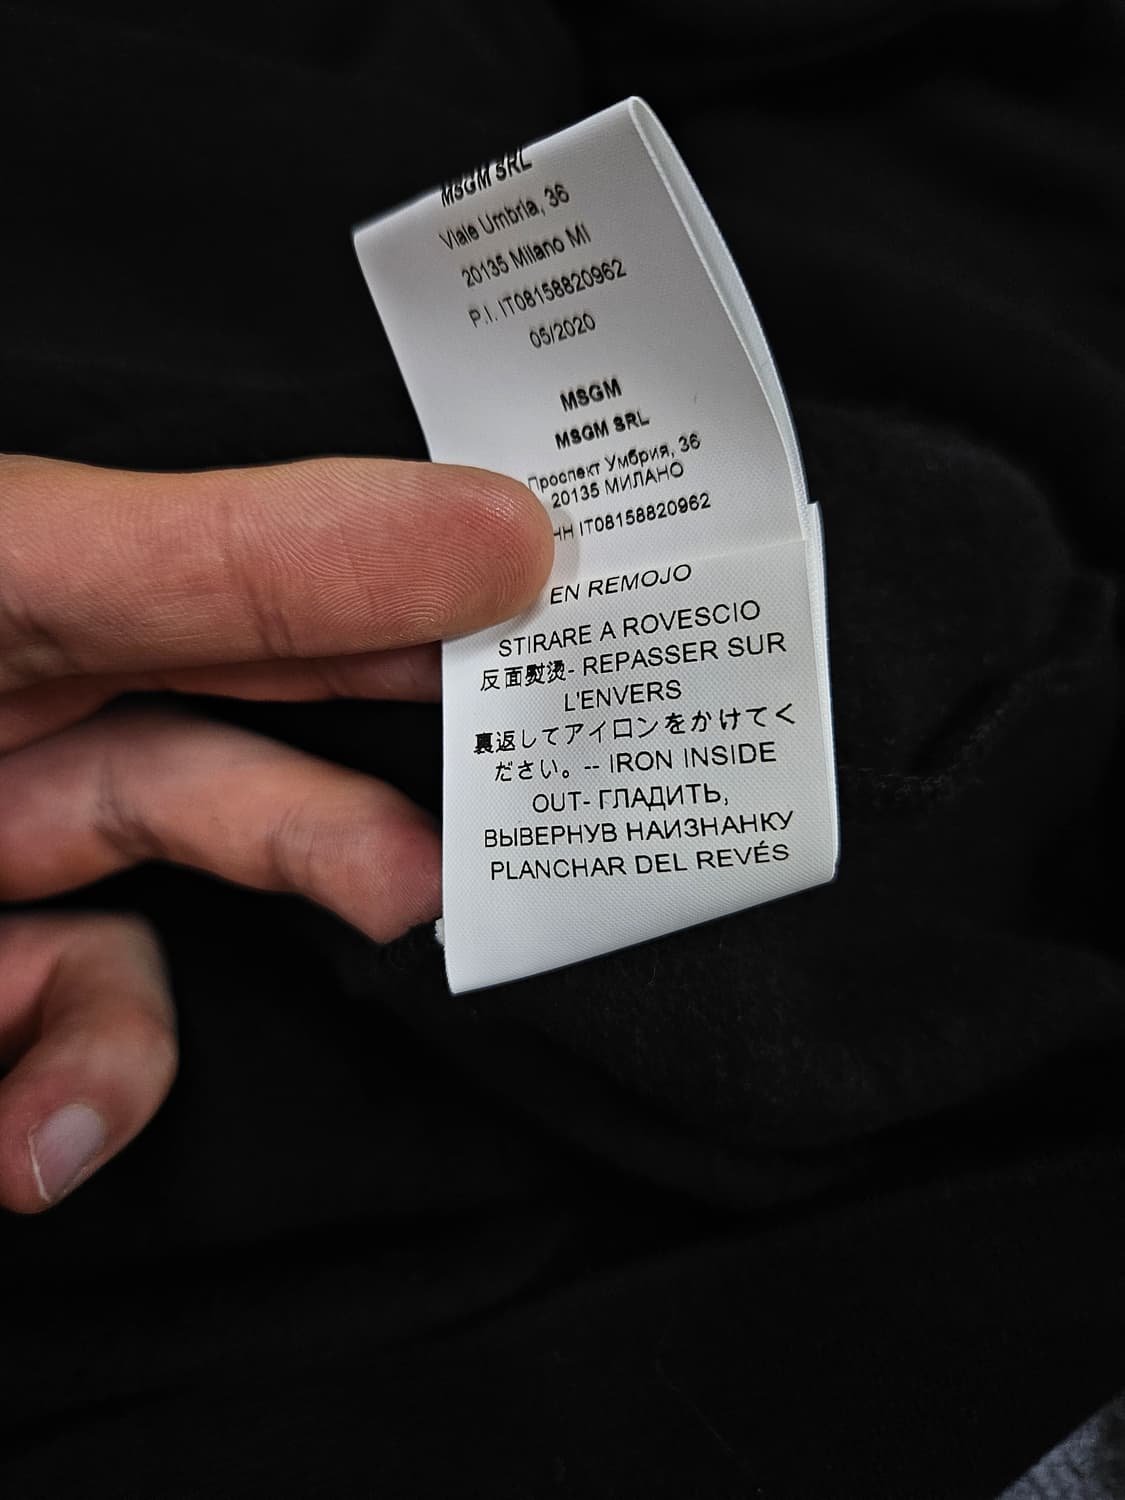 MSGM SRL
Viale Umbria, 36
20135 Milano MI
P.I. IT08158820962
05/2020
MSGM
MSGM SRL
Проспект Умбрия, 36
20135 МИЛАНО
НН IT08158820962
EN REMOJO
STIRARE A ROVESCIO
反面熨烫- REPASSER SUR
L'ENVERS
裏返してアイロンをかけてく
ださい。-- IRON INSIDE
OUT- ГЛАДИТЬ,
ВЫВЕРНУВ НАИЗНАНКУ
PLANCHAR DEL REVÉS